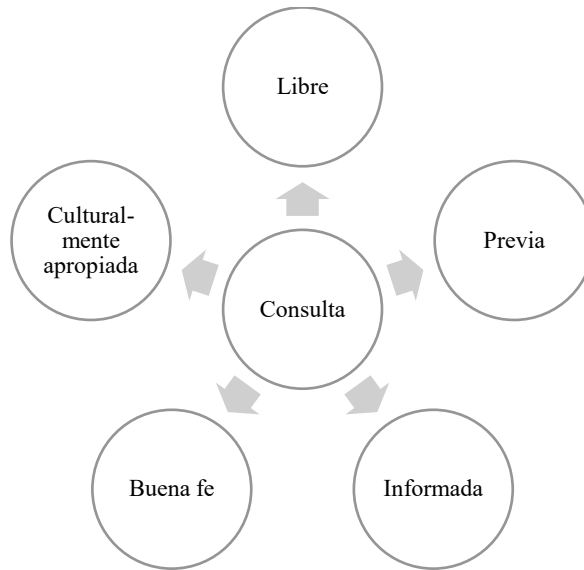 Libre
Cultural-
mente
apropiada
Previa
Consulta
Buena fe
Informada